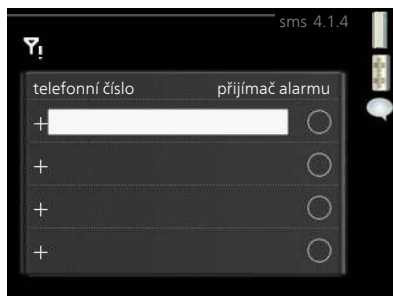 sms 4.1.4
telefonní číslo přijímač alarmu
+
+
+
+